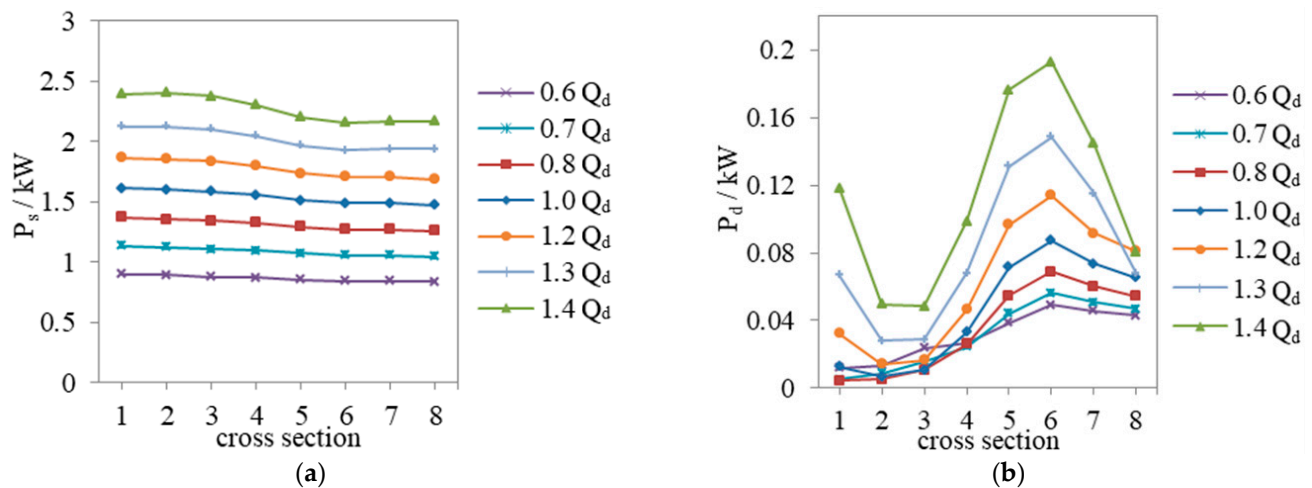 3
2.5
2
1.5
1
0.5
0
P_s / kW
1 2 3 4 5 6 7 8
cross section
0.6 Q_d
0.7 Q_d
0.8 Q_d
1.0 Q_d
1.2 Q_d
1.3 Q_d
1.4 Q_d
(a)
0.2
0.16
0.12
0.08
0.04
0
P_d / kW
1 2 3 4 5 6 7 8
cross section
0.6 Q_d
0.7 Q_d
0.8 Q_d
1.0 Q_d
1.2 Q_d
1.3 Q_d
1.4 Q_d
(b)